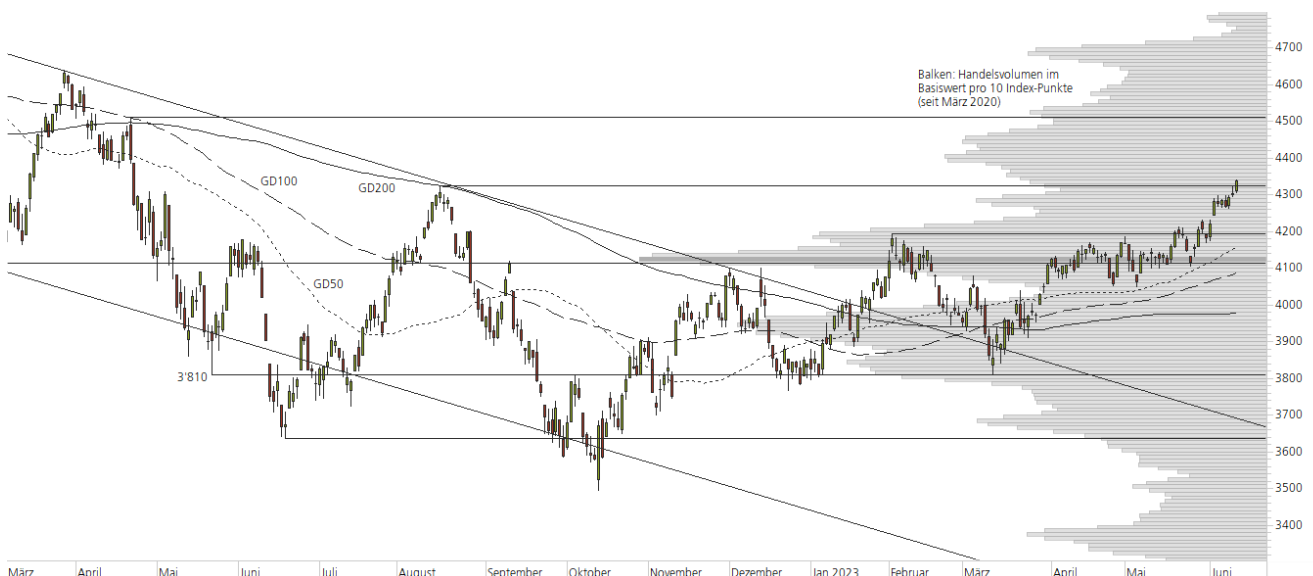 4700
Balken: Handelsvolumen im
Basiswert pro 10 Index-Punkte
(seit März 2020)
4600
4500
4400
GD100
GD200
4300
4200
4100
GD50
4000
3900
3'810
3800
3700
3600
3500
3400
März April Mai Juni Juli August September Oktober November Dezember Jan 2023 Februar März April Mai Juni